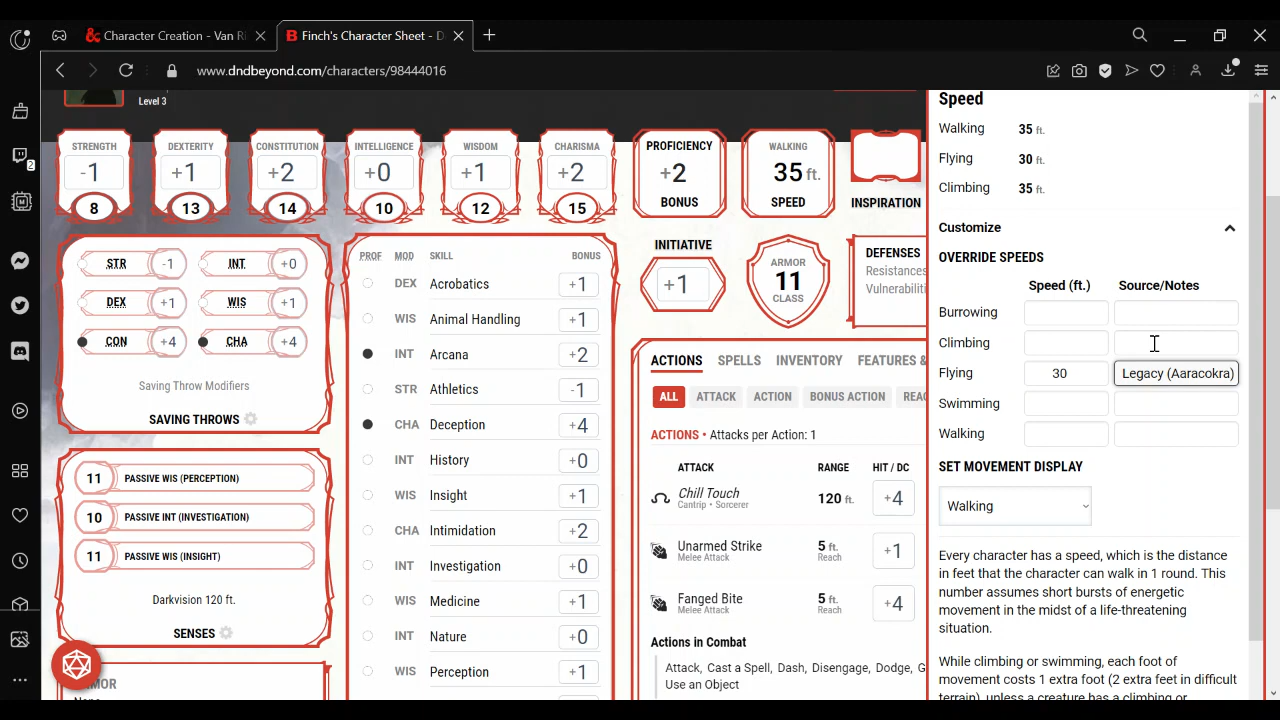 Character Creation - Van Ri
Finch's Character Sheet - D
www.dndbeyond.com/characters/98444016
2
Level 3
STRENGTH
-1
8
DEXTERITY
+1
13
CONSTITUTION
+2
14
INTELLIGENCE
+0
10
WISDOM
+1
12
CHARISMA
+2
15
PROFICIENCY
+2
BONUS
WALKING
35 ft.
SPEED
INSPIRATION
STR -1
INT +0
DEX +1
WIS +1
CON +4
CHA +4
Saving Throw Modifiers
SAVING THROWS
11 PASSIVE WIS (PERCEPTION)
10 PASSIVE INT (INVESTIGATION)
11 PASSIVE WIS (INSIGHT)
Darkvision 120 ft.
SENSES
ARMOR
PROF MOD SKILL BONUS
DEX Acrobatics +1
WIS Animal Handling +1
INT Arcana +2
STR Athletics -1
CHA Deception +4
INT History +0
WIS Insight +1
CHA Intimidation +2
INT Investigation +0
WIS Medicine +1
INT Nature +0
WIS Perception +1
INITIATIVE
+1
ARMOR
11
CLASS
DEFENSES
Resistances
Vulnerabiliti
ACTIONS SPELLS INVENTORY FEATURES &
ALL ATTACK ACTION BONUS ACTION REAC
ACTIONS • Attacks per Action: 1
ATTACK RANGE HIT / DC
Chill Touch 120 ft. +4
Cantrip • Sorcerer
Unarmed Strike 5 ft. +1
Melee Attack Reach
Fanged Bite 5 ft. +4
Melee Attack Reach
Actions in Combat
Attack, Cast a Spell, Dash, Disengage, Dodge, G
Use an Object
Speed
Walking 35 ft.
Flying 30 ft.
Climbing 35 ft.
Customize
OVERRIDE SPEEDS
Speed (ft.) Source/Notes
Burrowing
Climbing
Flying 30 Legacy (Aaracokra)
Swimming
Walking
SET MOVEMENT DISPLAY
Walking
Every character has a speed, which is the distance
in feet that the character can walk in 1 round. This
number assumes short bursts of energetic
movement in the midst of a life-threatening
situation.
While climbing or swimming, each foot of
movement costs 1 extra foot (2 extra feet in difficult
terrain), unless a creature has a climbing or